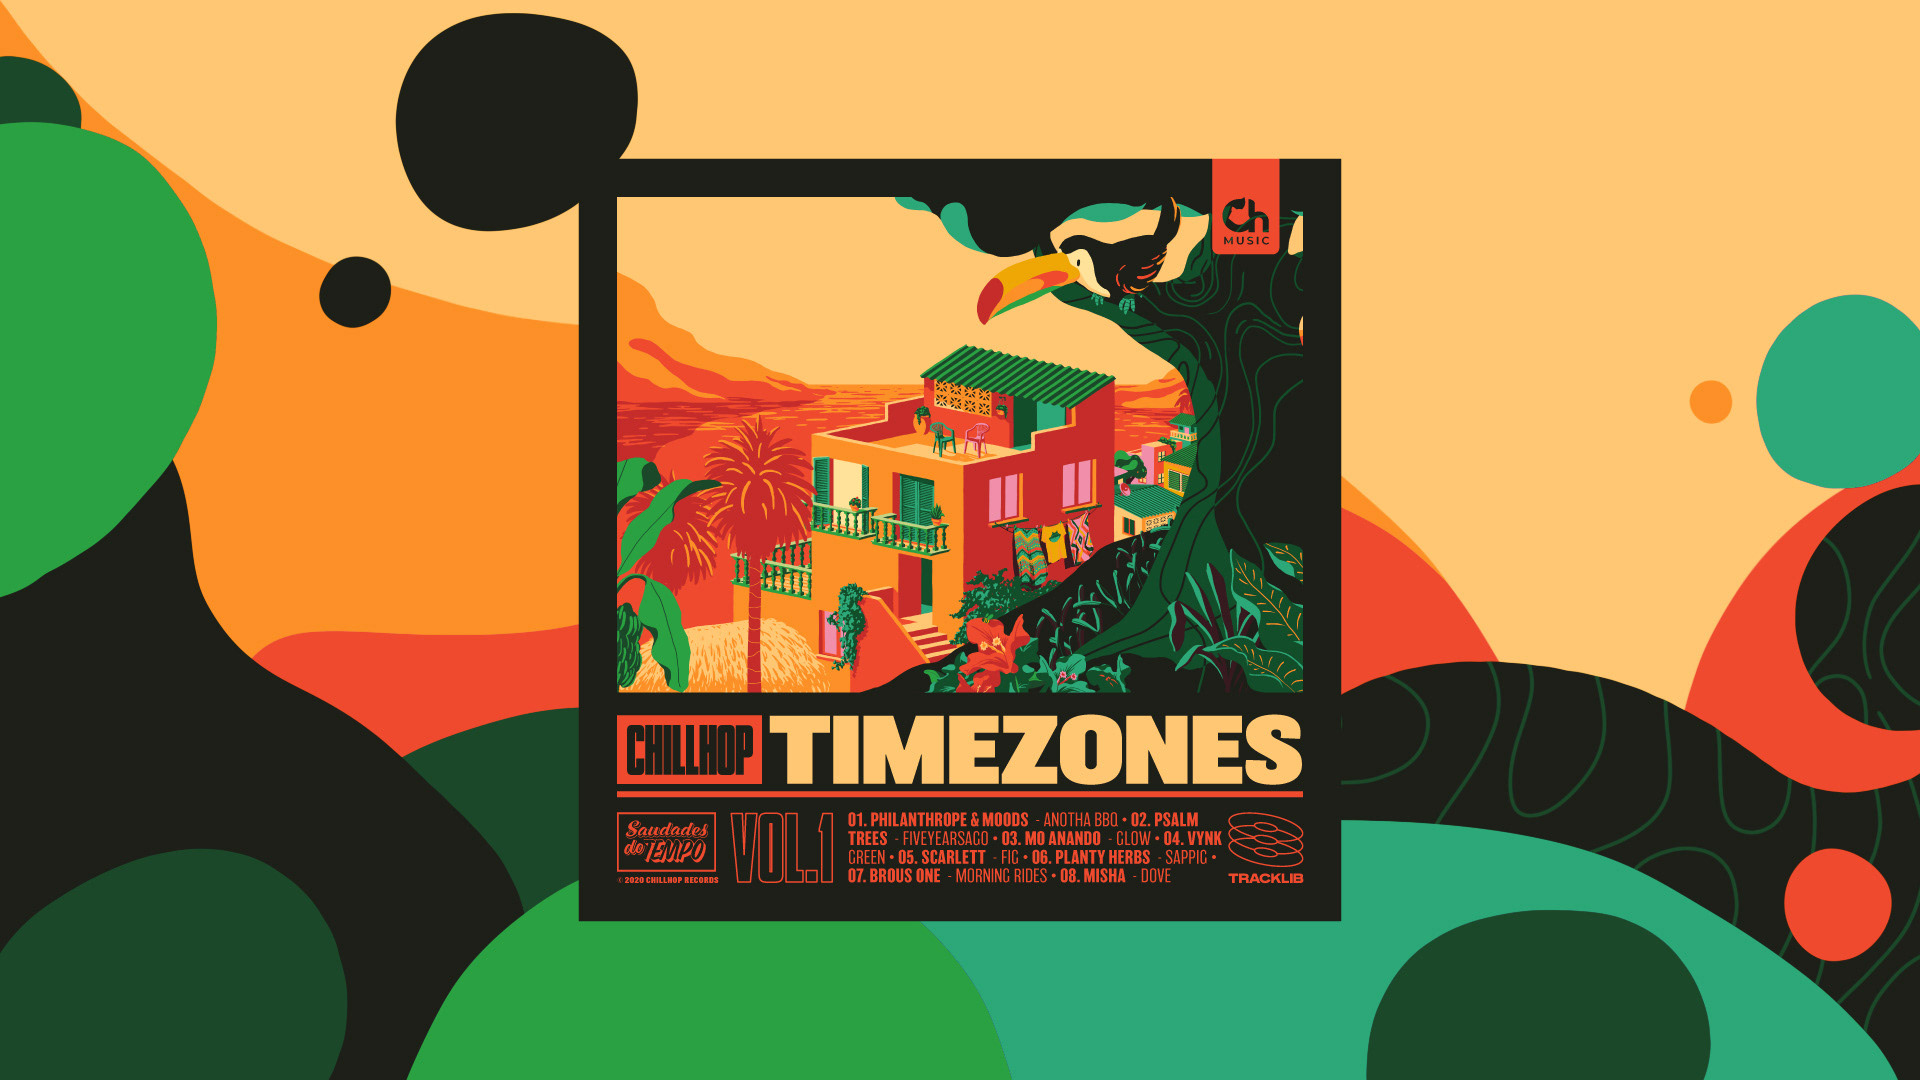 Ch
MUSIC
CHILLHOP TIMEZONES
Saudades
do TEMPO
© 2020 CHILLHOP RECORDS
VOL.1
01. PHILANTHROPE & MOODS - ANOTHA BBQ • 02. PSALM
TREES - FIVEYEARSAGO • 03. MO ANANDO - GLOW • 04. VYNK
GREEN • 05. SCARLETT - FIG • 06. PLANTY HERBS - SAPPIG •
07. BROUS ONE - MORNING RIDES • 08. MISHA - DOVE
TRACKLIB